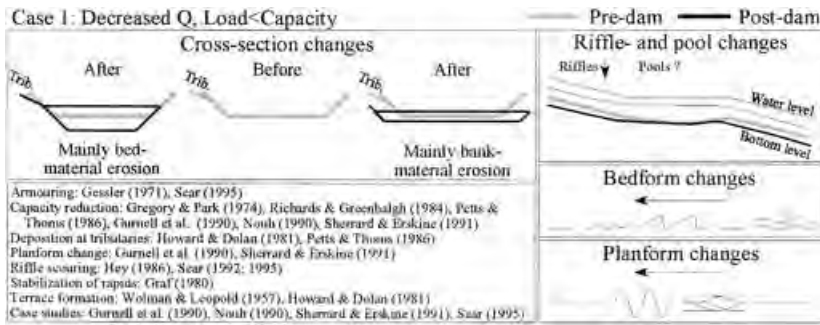 Case 1: Decreased Q, Load<Capacity
Pre-dam
Post-dam
Cross-section changes
After
Before
After
Trib.
Trib.
Mainly bed-
material erosion
Mainly bank-
material erosion
Riffle- and pool changes
Riffles
Pools ?
Water level
Bottom level
Armouring: Gessler (1971), Sear (1995)
Capacity reduction: Gregory & Park (1974), Richards & Greenhalgh (1984), Petts &
Thoms (1986), Gurnell et al. (1990), Nouh (1990), Sherrard & Erskine (1991)
Deposition at tributaries: Howard & Dolan (1981), Petts & Thoms (1986)
Planform change: Gurnell et al. (1990), Sherrard & Erskine (1991)
Riffle scouring: Hey (1986), Sear (1992; 1995)
Stabilization of rapids: Graf (1980)
Terrace formation: Wolman & Leopold (1957), Howard & Dolan (1981)
Case studies: Gurnell et al. (1990), Nouh (1990), Sherrard & Erskine (1991), Sear (1995)
Bedform changes
Planform changes